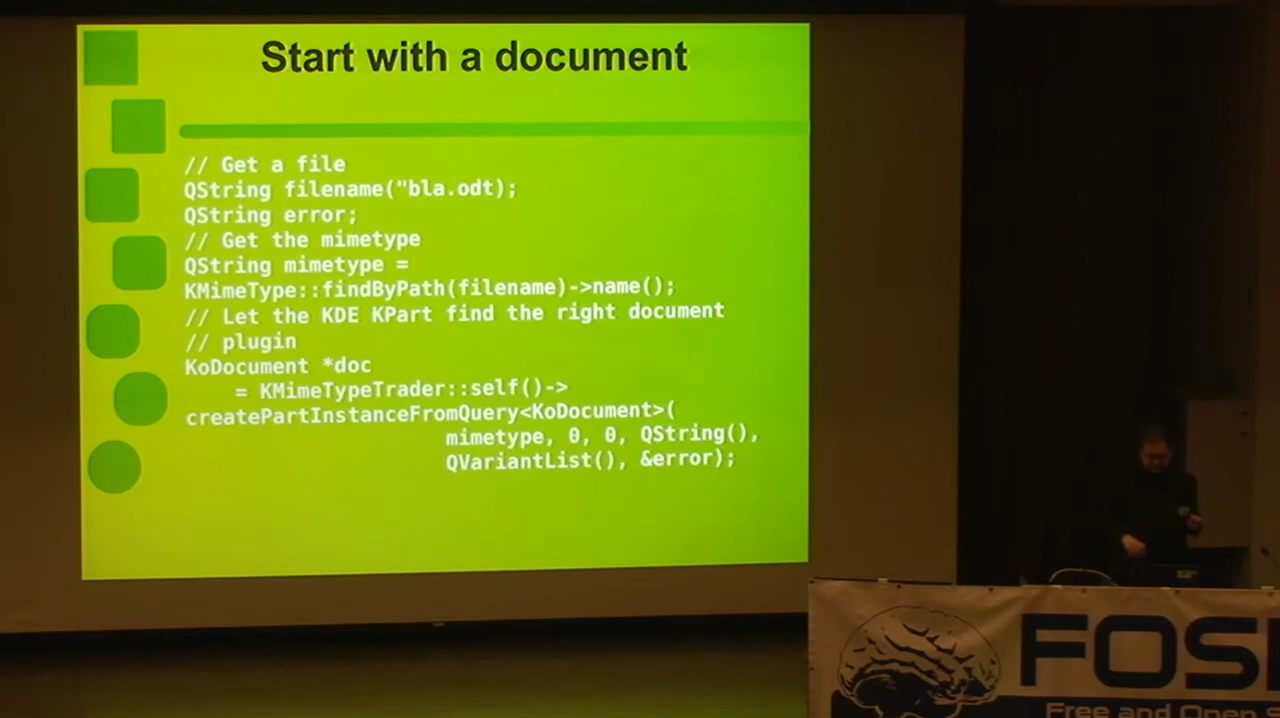 Start with a document
// Get a file
QString filename("bla.odt);
QString error;
// Get the mimetype
QString mimetype =
KMimeType::findByPath(filename)->name();
// Let the KDE KPart find the right document
// plugin
KoDocument *doc
    = KMimeTypeTrader::self()->
createPartInstanceFromQuery<KoDocument>(
                     mimetype, 0, 0, QString(),
                     QVariantList(), &error);
FOS
Free and Open S